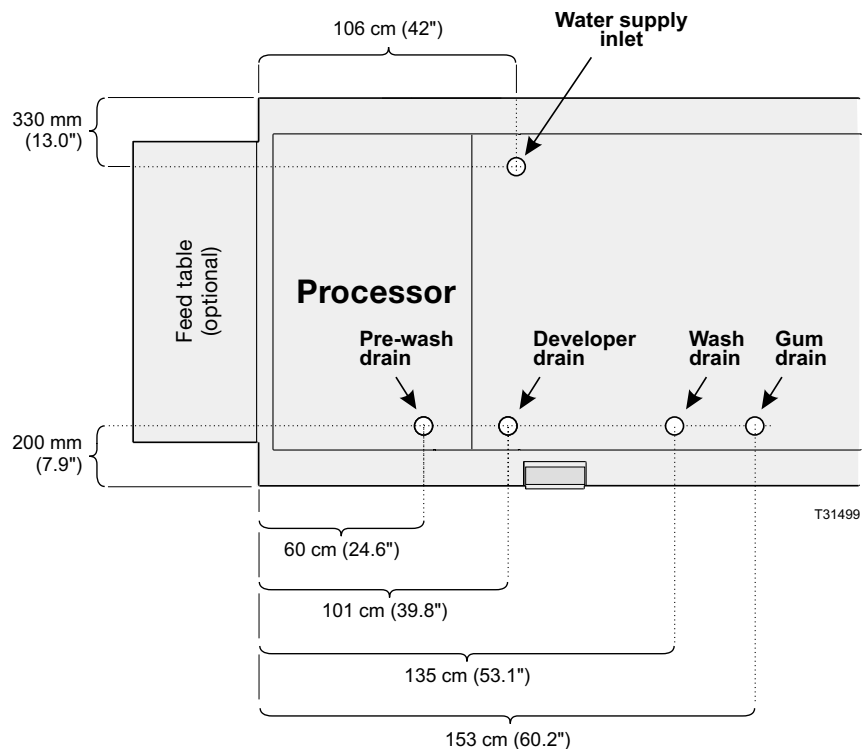 106 cm (42")
Water supply
inlet
330 mm
(13.0")
Feed table
(optional)
Processor
Pre-wash
drain
Developer
drain
Wash
drain
Gum
drain
200 mm
(7.9")
T31499
60 cm (24.6")
101 cm (39.8")
135 cm (53.1")
153 cm (60.2")